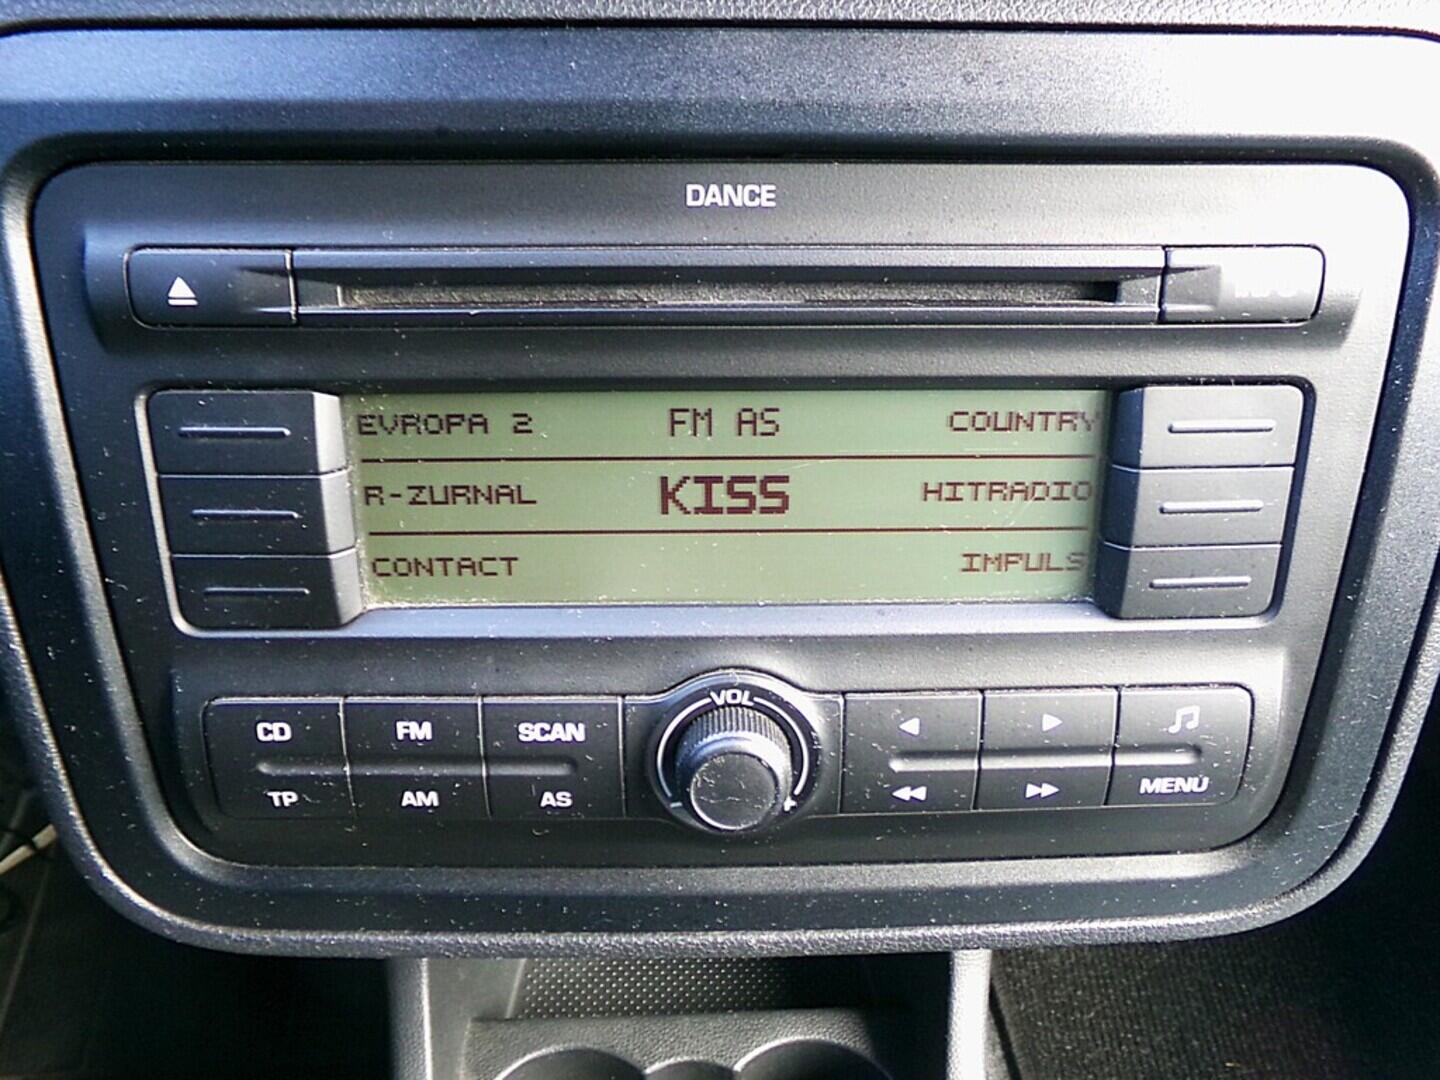 DANCE
EVROPA 2 FM AS COUNTRY
R-ZURNAL KISS HITRADIO
CONTACT IMPULS
VOL
CD FM SCAN
TP AM AS MENU